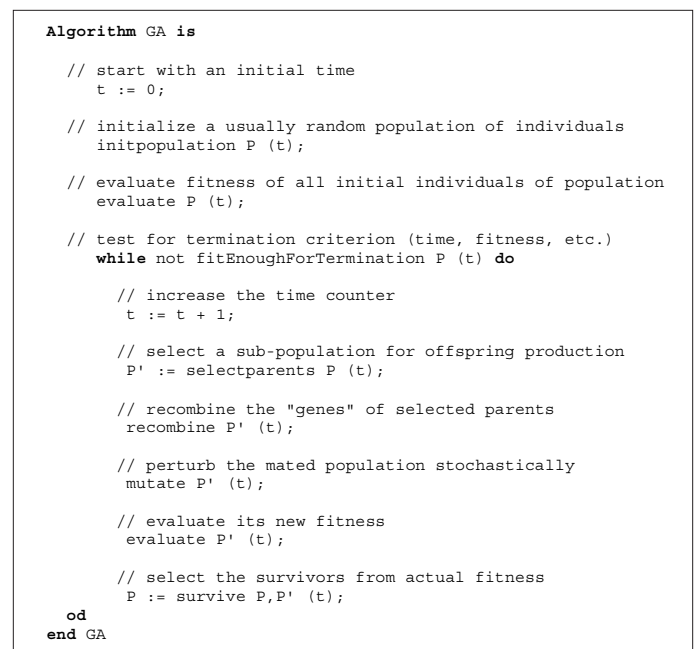 Algorithm GA is
// start with an initial time
t := 0;
// initialize a usually random population of individuals
initpopulation P (t);
// evaluate fitness of all initial individuals of population
evaluate P (t);
// test for termination criterion (time, fitness, etc.)
while not fitEnoughForTermination P (t) do
// increase the time counter
t := t + 1;
// select a sub-population for offspring production
P' := selectparents P (t);
// recombine the "genes" of selected parents
recombine P' (t);
// perturb the mated population stochastically
mutate P' (t);
// evaluate its new fitness
evaluate P' (t);
// select the survivors from actual fitness
P := survive P,P' (t);
od
end GA